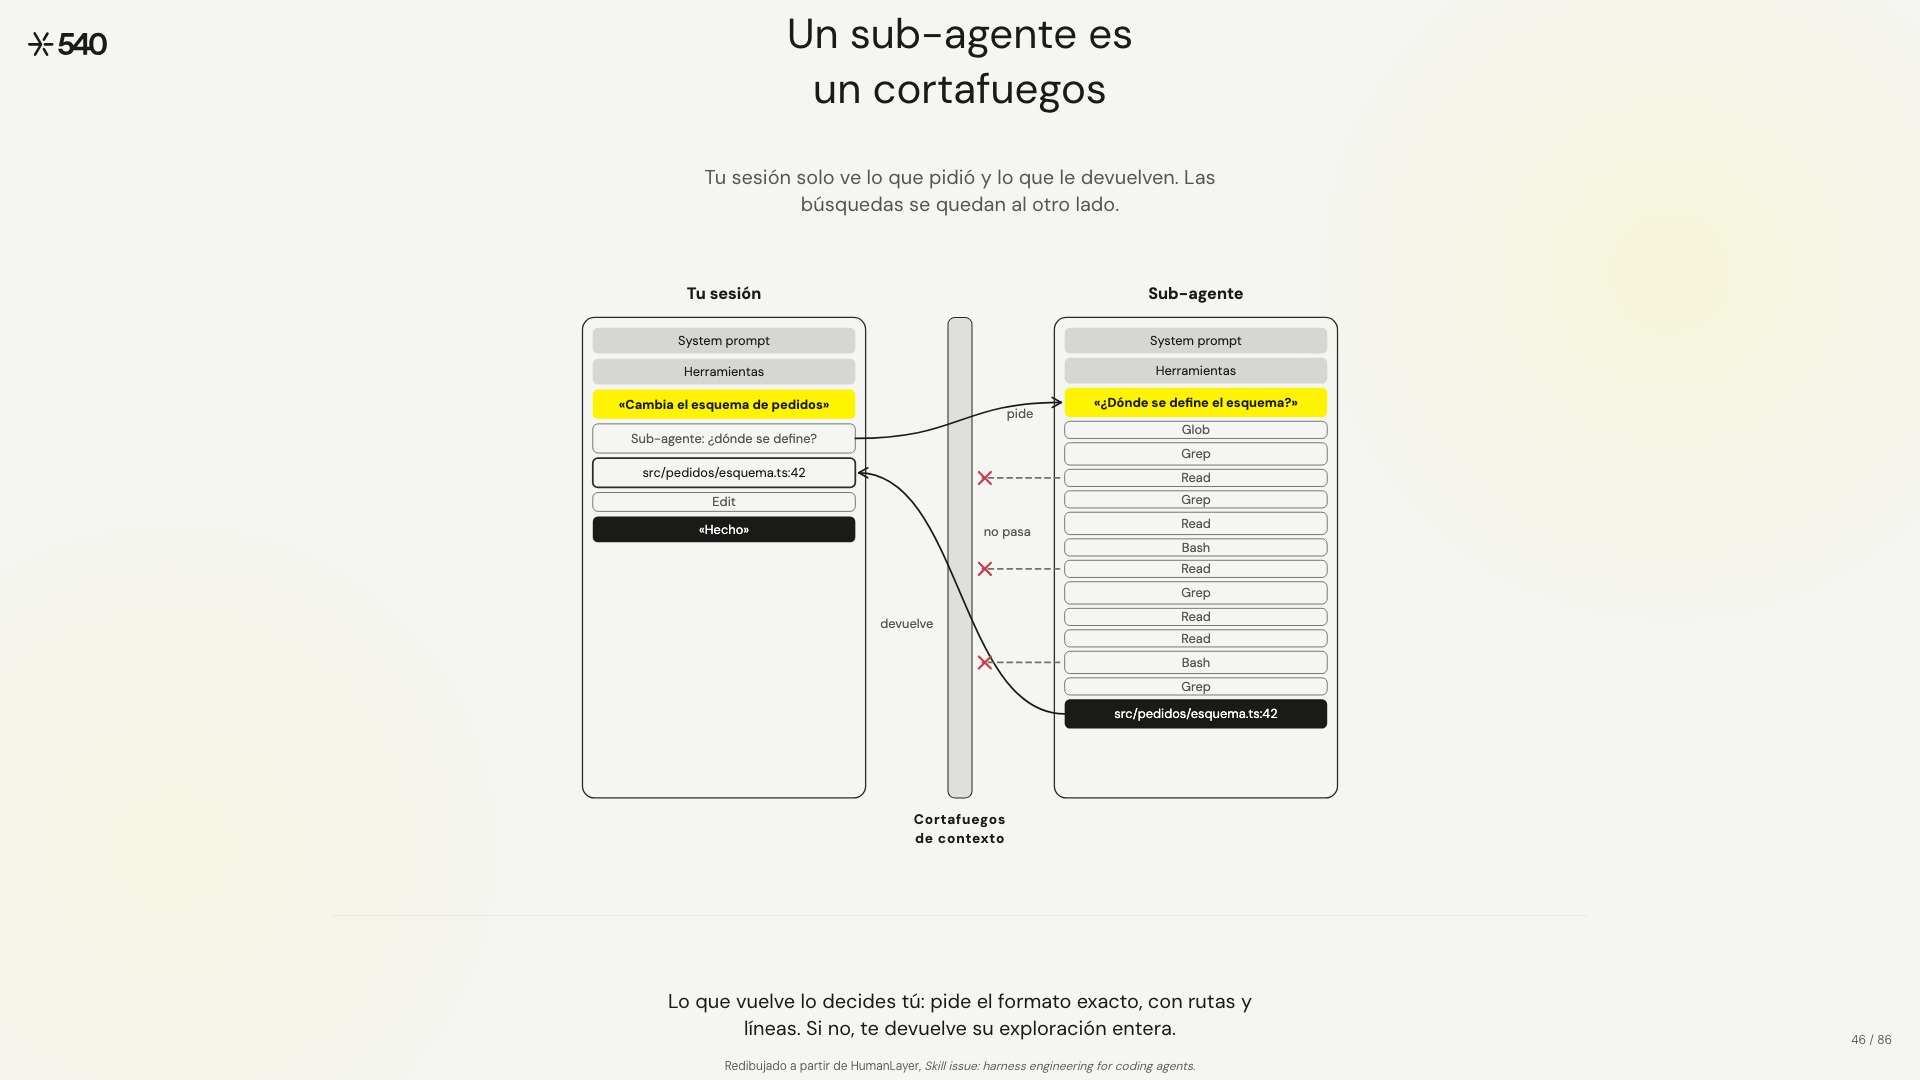 540
Un sub-agente es
un cortafuegos
Tu sesión solo ve lo que pidió y lo que le devuelven. Las
búsquedas se quedan al otro lado.
Tu sesión
System prompt
Herramientas
«Cambia el esquema de pedidos»
Sub-agente: ¿dónde se define?
src/pedidos/esquema.ts:42
Edit
«Hecho»
pide
no pasa
devuelve
Cortafuegos
de contexto
Sub-agente
System prompt
Herramientas
«¿Dónde se define el esquema?»
Glob
Grep
Read
Grep
Read
Bash
Read
Grep
Read
Read
Bash
Grep
src/pedidos/esquema.ts:42
Lo que vuelve lo decides tú: pide el formato exacto, con rutas y
líneas. Si no, te devuelve su exploración entera.
46 / 86
Redibujado a partir de HumanLayer, Skill issue: harness engineering for coding agents.